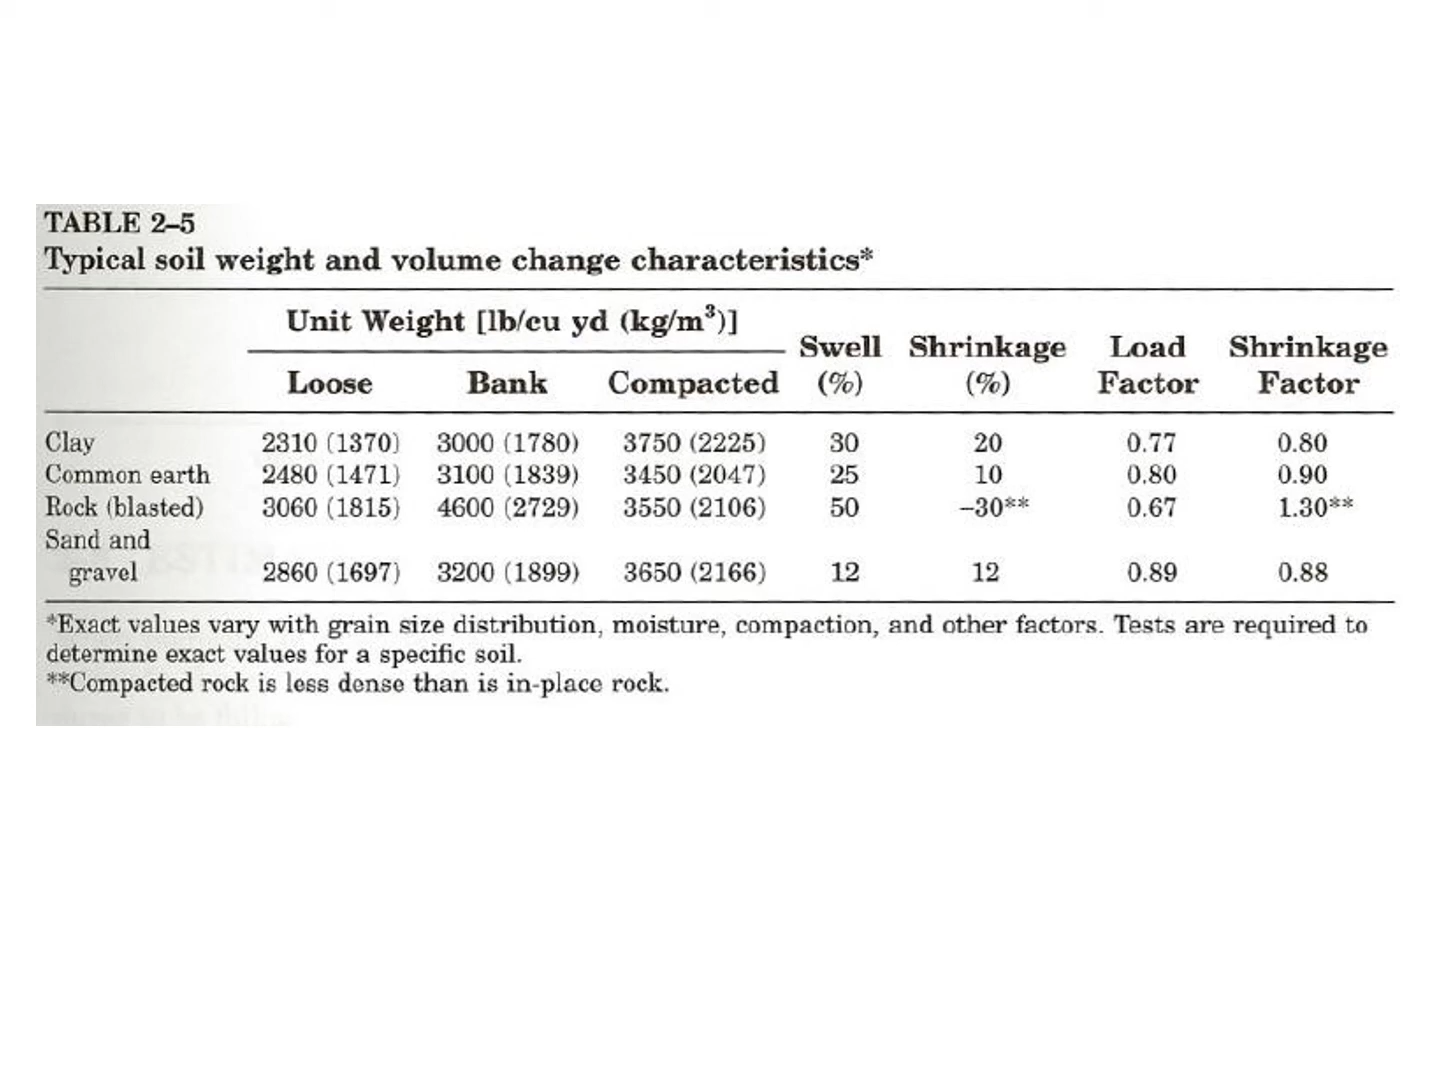 TABLE 2–5
Typical soil weight and volume change characteristics*
Unit Weight [lb/cu yd (kg/m³)]
Swell Shrinkage Load Shrinkage
Loose Bank Compacted (%) (%) Factor Factor
Clay 2310 (1370) 3000 (1780) 3750 (2225) 30 20 0.77 0.80
Common earth 2480 (1471) 3100 (1839) 3450 (2047) 25 10 0.80 0.90
Rock (blasted) 3060 (1815) 4600 (2729) 3550 (2106) 50 –30** 0.67 1.30**
Sand and
gravel 2860 (1697) 3200 (1899) 3650 (2166) 12 12 0.89 0.88
*Exact values vary with grain size distribution, moisture, compaction, and other factors. Tests are required to
determine exact values for a specific soil.
**Compacted rock is less dense than is in-place rock.